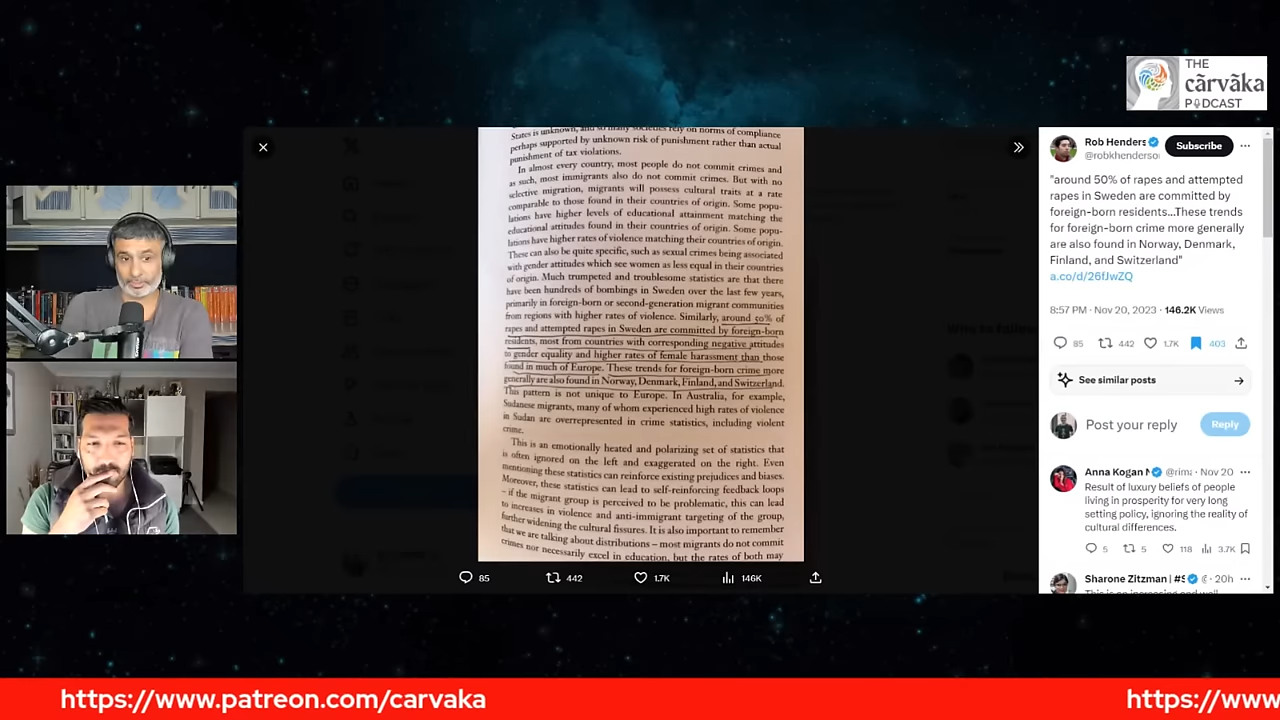 THE
cārvāka
PODCAST
States is unknown, and so many societies rely on norms of compliance
perhaps supported by unknown risk of punishment rather than actual
punishment of tax violations.
In almost every country, most people do not commit crimes and
as such, most immigrants also do not commit crimes. But with no
selective migration, migrants will possess cultural traits at a rate
comparable to those found in their countries of origin. Some popu-
lations have higher levels of educational attainment matching the
educational attitudes found in their countries of origin. Some popu-
lations have higher rates of violence matching their countries of origin.
These can also be quite specific, such as sexual crimes being associated
with gender attitudes which see women as less equal in their countries
of origin. Much trumpeted and troublesome statistics are that there
have been hundreds of bombings in Sweden over the last few years,
primarily in foreign-born or second-generation migrant communities
from regions with higher rates of violence. Similarly, around 50% of
rapes and attempted rapes in Sweden are committed by foreign-born
residents, most from countries with corresponding negative attitudes
to gender equality and higher rates of female harassment than those
found in much of Europe. These trends for foreign-born crime more
generally are also found in Norway, Denmark, Finland, and Switzerland.
This pattern is not unique to Europe. In Australia, for example,
Sudanese migrants, many of whom experienced high rates of violence
in Sudan are overrepresented in crime statistics, including violent
crime.
This is an emotionally heated and polarizing set of statistics that
is often ignored on the left and exaggerated on the right. Even
mentioning these statistics can reinforce existing prejudices and biases.
Moreover, these statistics can lead to self-reinforcing feedback loops
– if the migrant group is perceived to be problematic, this can lead
to increases in violence and anti-immigrant targeting of the group,
further widening the cultural fissures. It is also important to remember
that we are talking about distributions – most migrants do not commit
crimes nor necessarily excel in education, but the rates of both may
85 442 1.7K 146K
Rob Henders
@robkhenderso
Subscribe
"around 50% of rapes and attempted
rapes in Sweden are committed by
foreign-born residents...These trends
for foreign-born crime more generally
are also found in Norway, Denmark,
Finland, and Switzerland"
a.co/d/26fJwZQ
8:57 PM · Nov 20, 2023 · 146.2K Views
85 442 1.7K 403
See similar posts
Post your reply
Reply
Anna Kogan @rima · Nov 20
Result of luxury beliefs of people
living in prosperity for very long
setting policy, ignoring the reality of
cultural differences.
5 5 118 3.7K
Sharone Zitzman | #S · 20h
https://www.patreon.com/carvaka
https://www